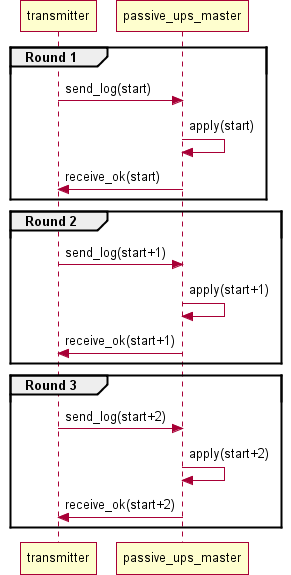 transmitter
passive_ups_master
Round 1
send_log(start)
apply(start)
receive_ok(start)
Round 2
send_log(start+1)
apply(start+1)
receive_ok(start+1)
Round 3
send_log(start+2)
apply(start+2)
receive_ok(start+2)
transmitter
passive_ups_master